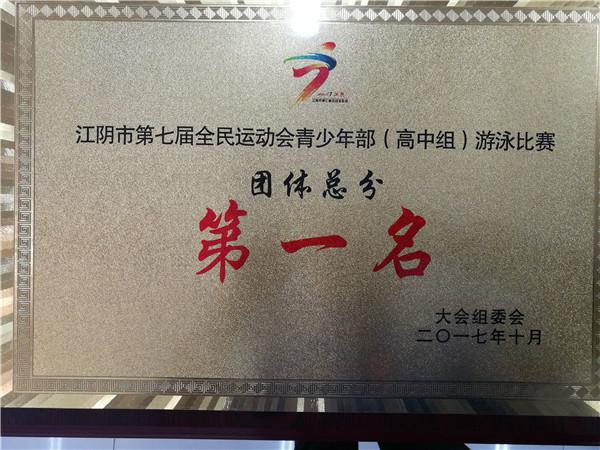 江阴市第七届全民运动会青少年部（高中组）游泳比赛
团体总分
第一名
大会组委会
二〇一七年十月